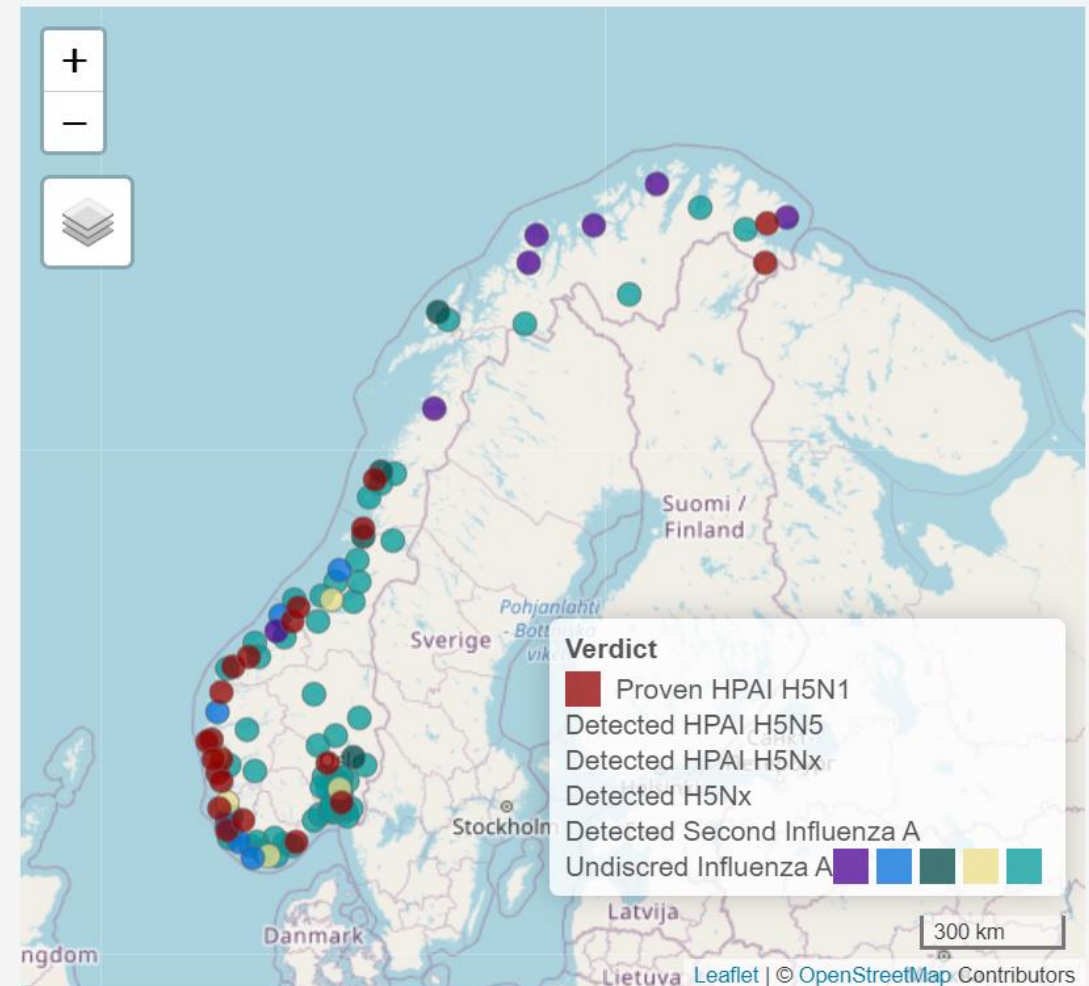 +
−
Suomi /
Finland
Pohjanlahti
- Bottniska
viken
Sverige
Verdict
Proven HPAI H5N1
Detected HPAI H5N5
Detected HPAI H5Nx
Detected H5Nx
Detected Second Influenza A
Undiscred Influenza A
Stockholm
Latvija
300 km
Danmark
ngdom
Lietuva
Leaflet | © OpenStreetMap Contributors